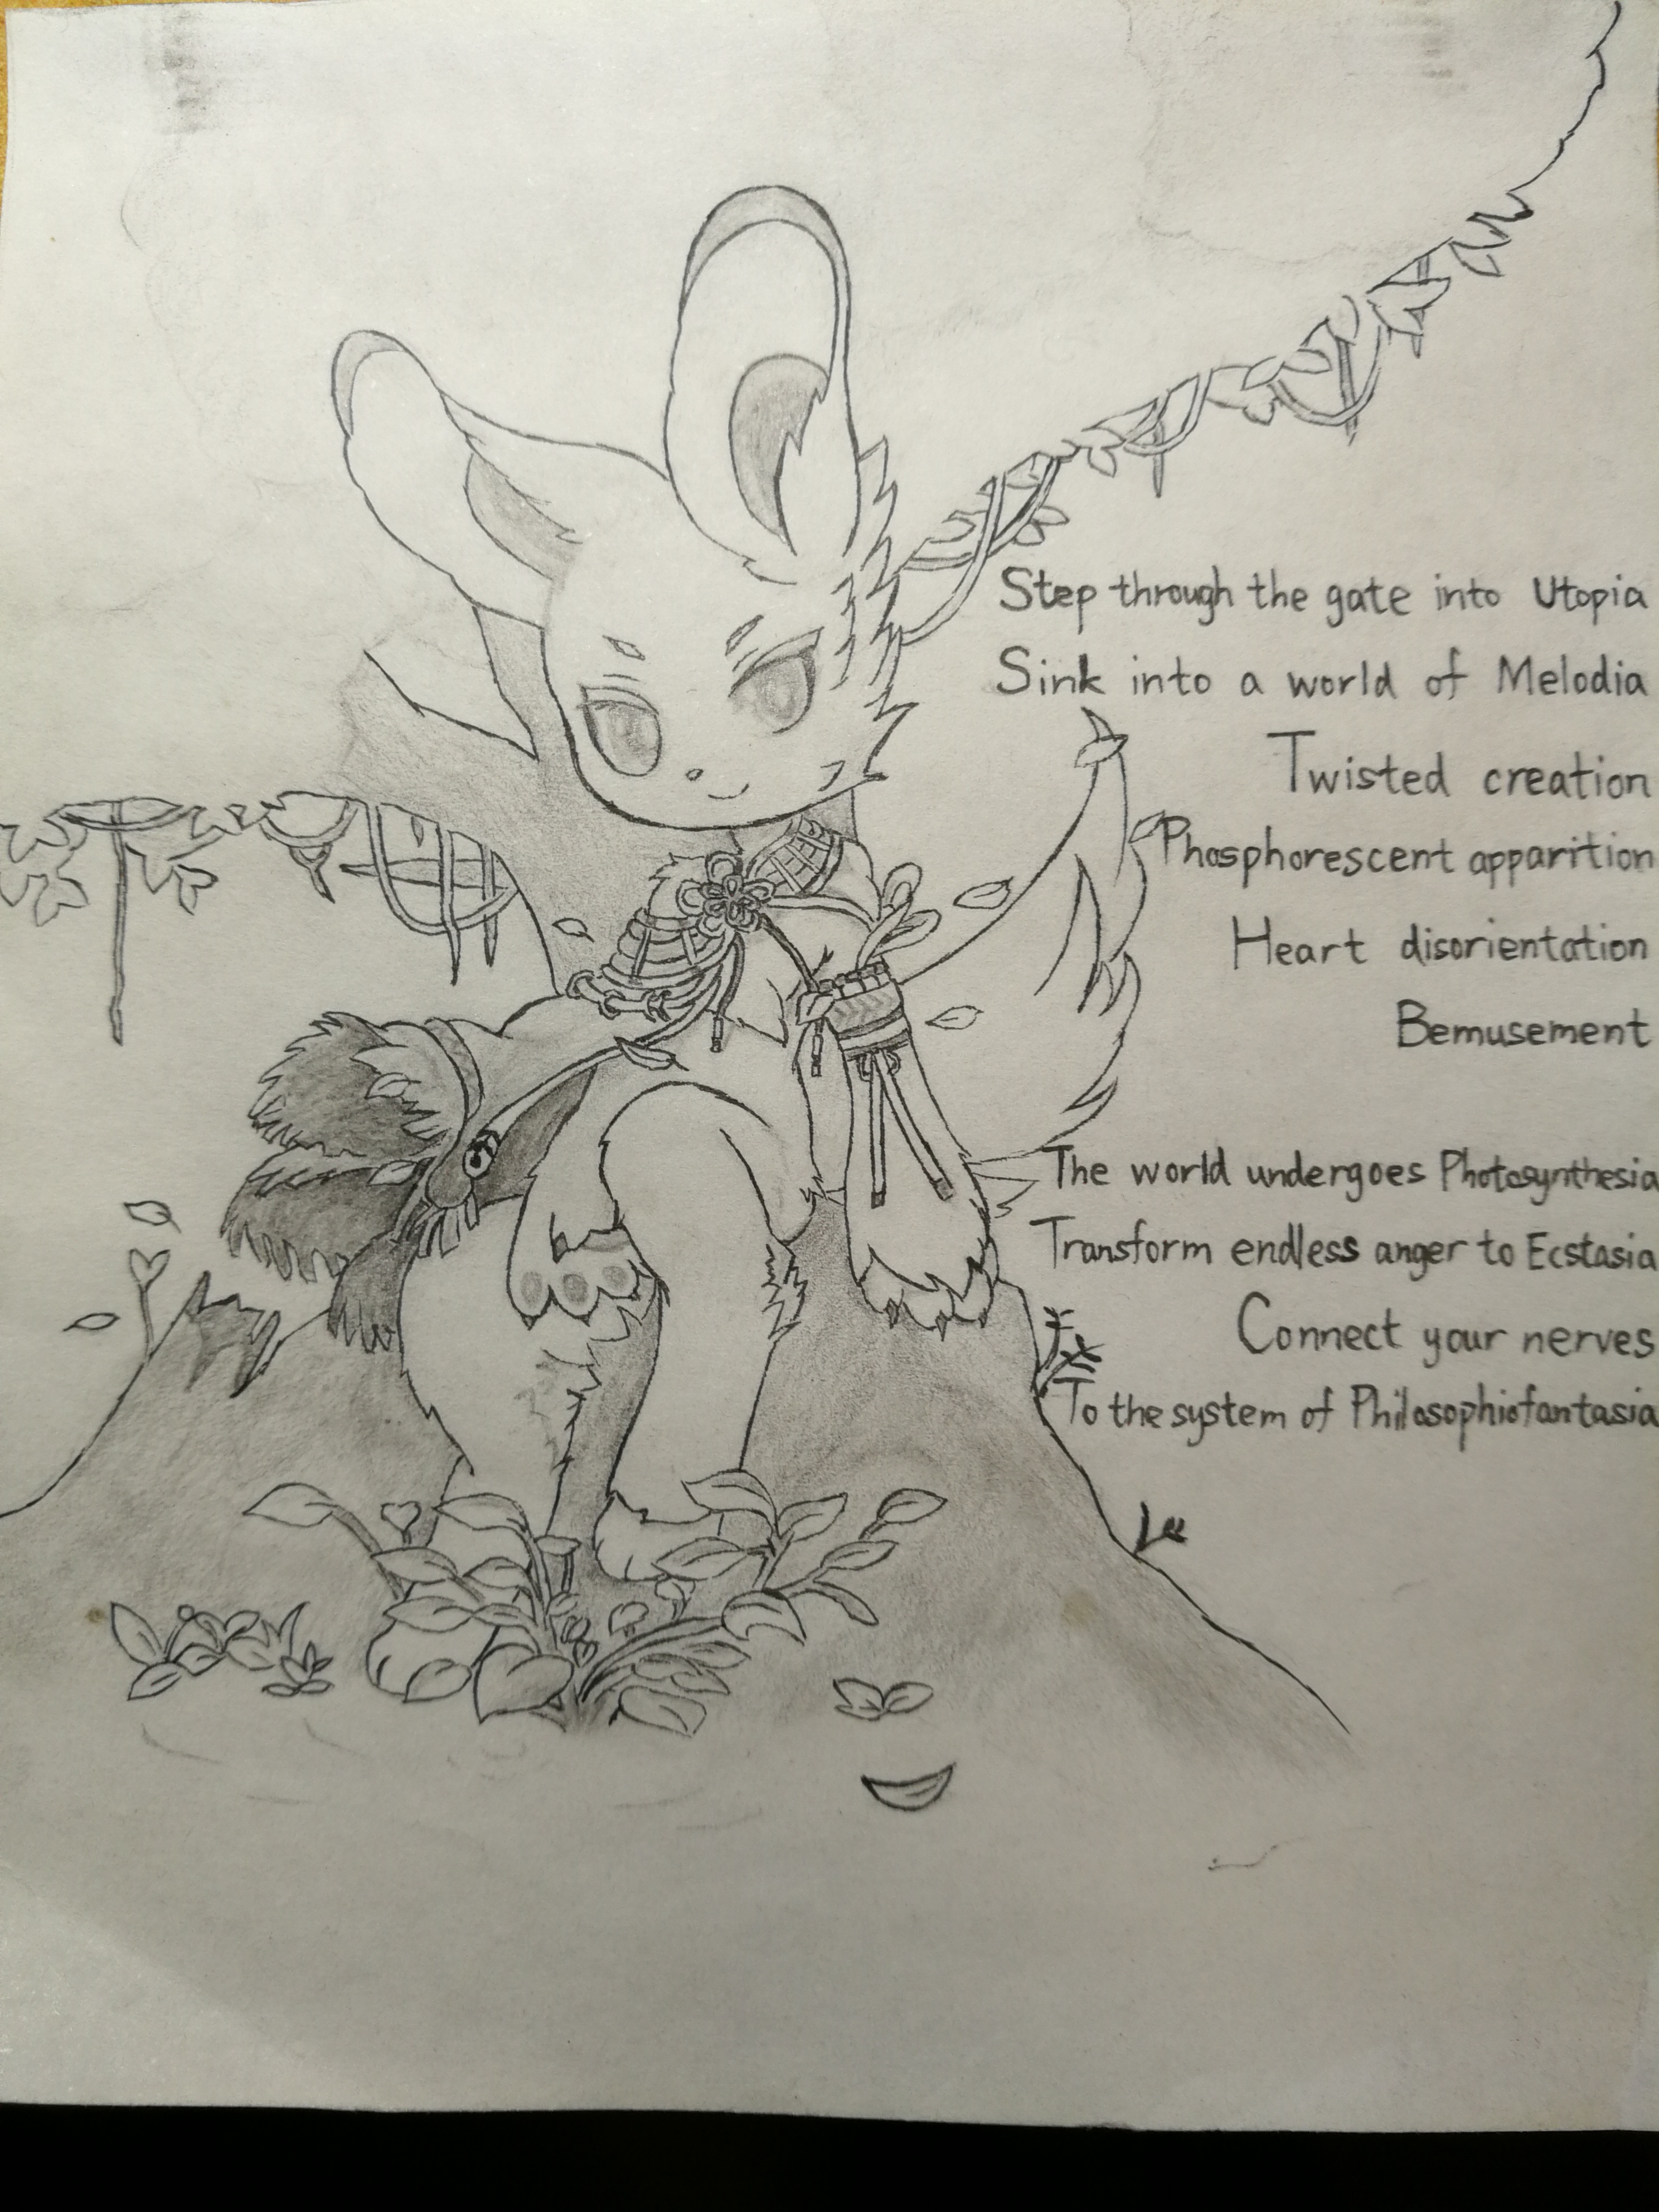 Step through the gate into Utopia
Sink into a world of Melodia
Twisted creation
Phosphorescent apparition
Heart disorientation
Bemusement
The world undergoes Photosynthesia
Transform endless anger to Ecstasia
Connect your nerves
To the system of Philosophiofantasia